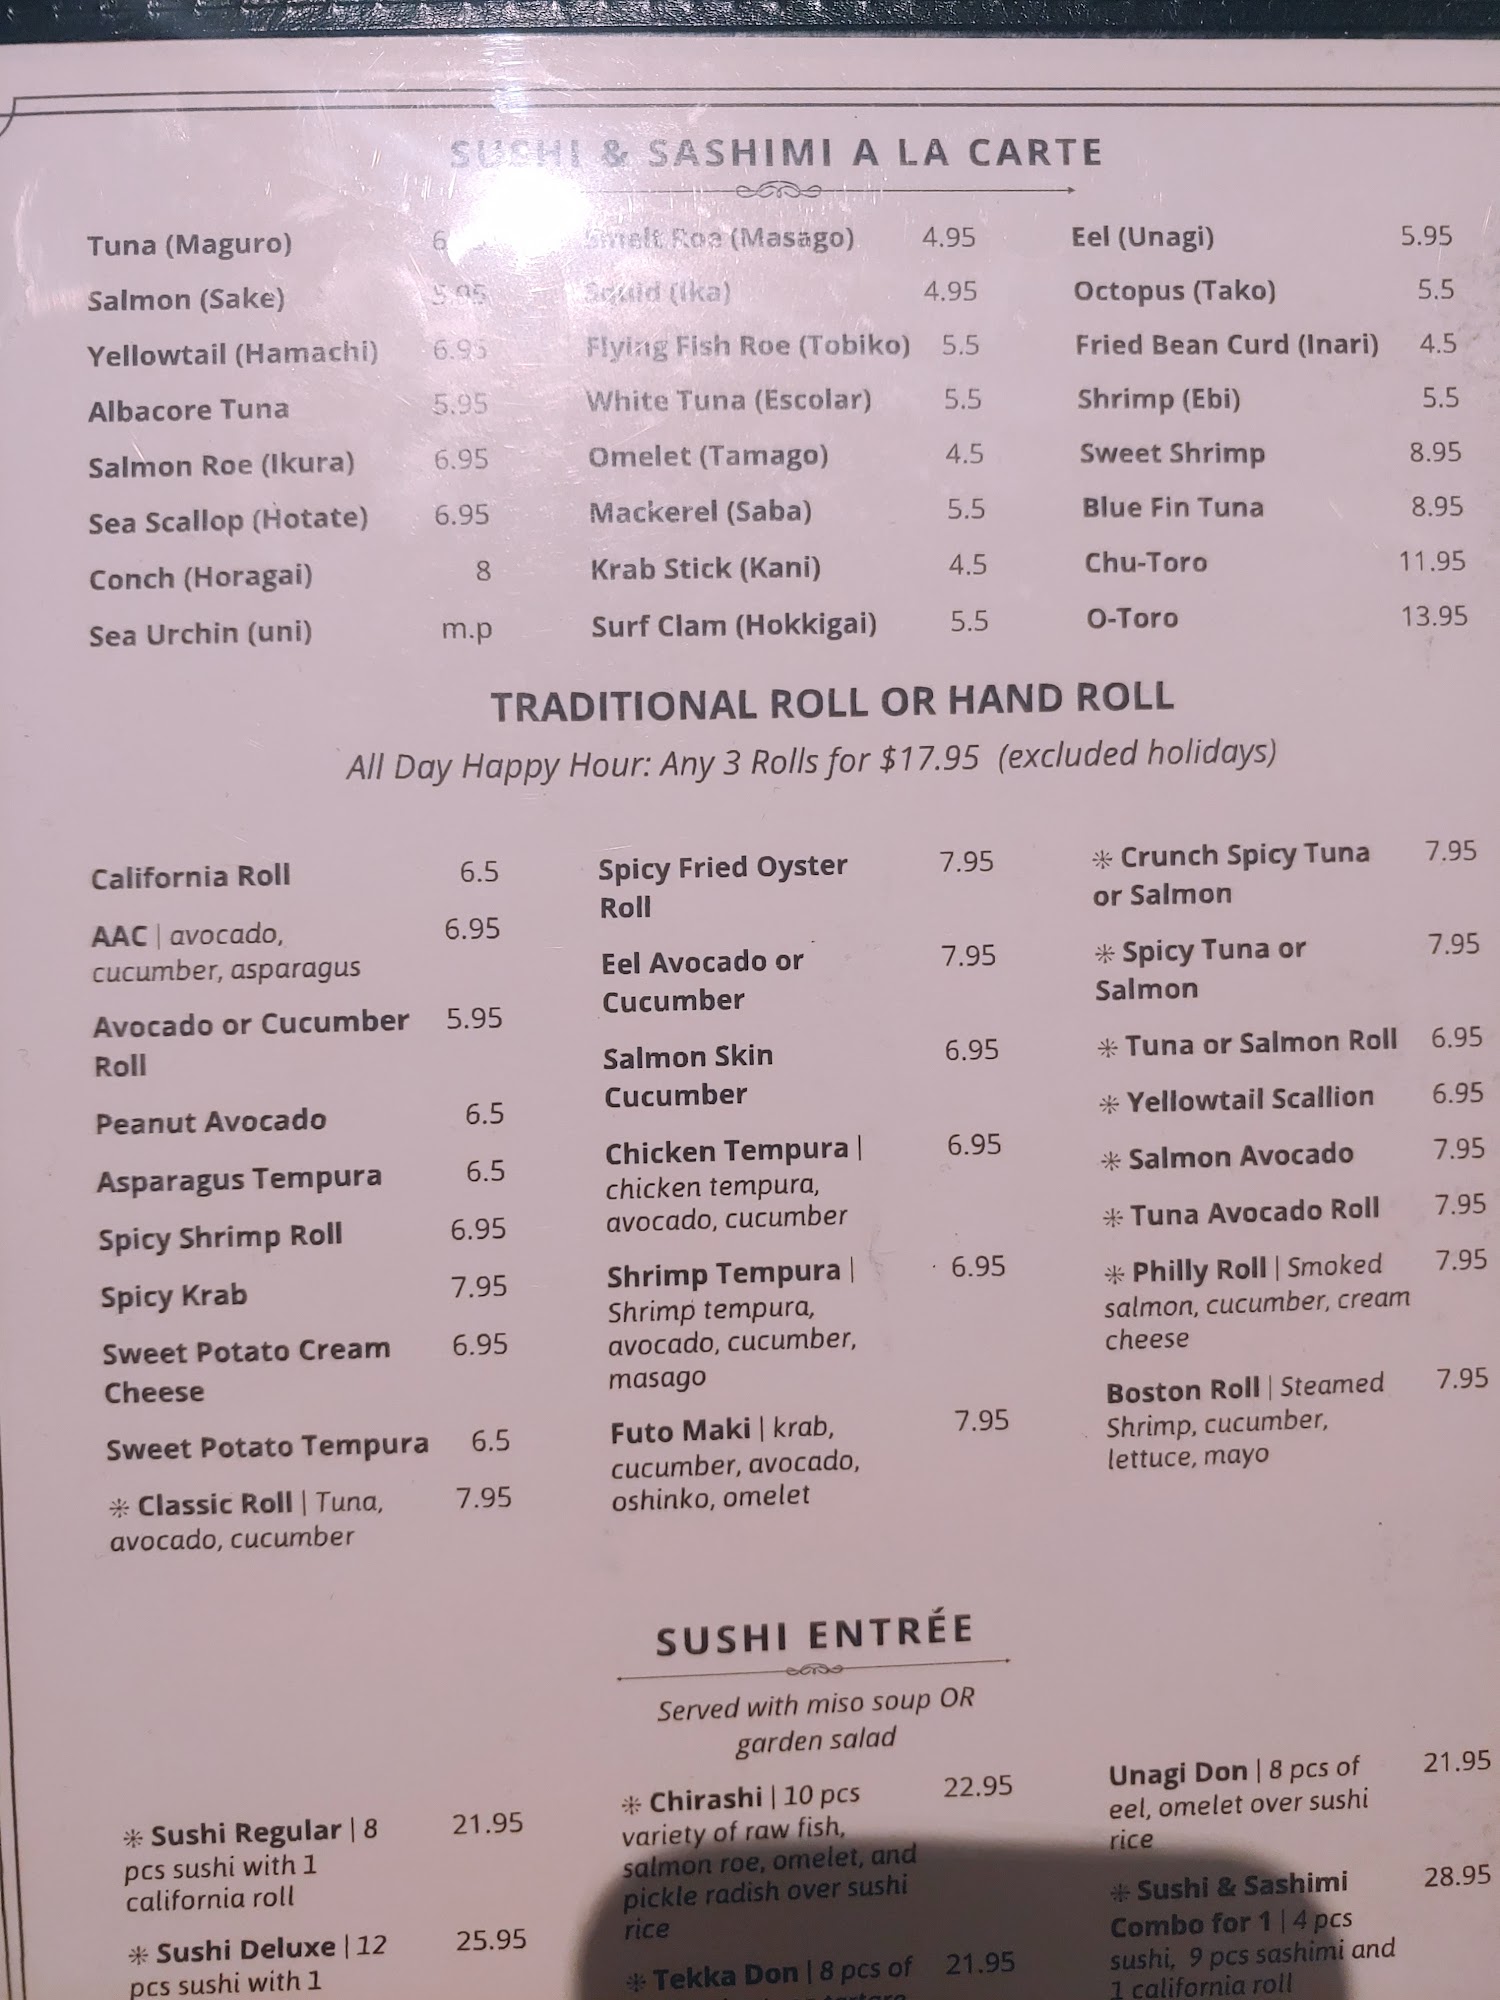 SUSHI & SASHIMI A LA CARTE
Tuna (Maguro)
Salmon (Sake) 5.95
Yellowtail (Hamachi) 6.95
Albacore Tuna 5.95
Salmon Roe (Ikura) 6.95
Sea Scallop (Hotate) 6.95
Conch (Horagai) 8
Sea Urchin (uni) m.p
Smelt Roe (Masago) 4.95
Squid (Ika) 4.95
Flying Fish Roe (Tobiko) 5.5
White Tuna (Escolar) 5.5
Omelet (Tamago) 4.5
Mackerel (Saba) 5.5
Krab Stick (Kani) 4.5
Surf Clam (Hokkigai) 5.5
Eel (Unagi) 5.95
Octopus (Tako) 5.5
Fried Bean Curd (Inari) 4.5
Shrimp (Ebi) 5.5
Sweet Shrimp 8.95
Blue Fin Tuna 8.95
Chu-Toro 11.95
O-Toro 13.95
TRADITIONAL ROLL OR HAND ROLL
All Day Happy Hour: Any 3 Rolls for $17.95 (excluded holidays)
California Roll 6.5
AAC | avocado, 6.95
cucumber, asparagus
Avocado or Cucumber 5.95
Roll
Peanut Avocado 6.5
Asparagus Tempura 6.5
Spicy Shrimp Roll 6.95
Spicy Krab 7.95
Sweet Potato Cream 6.95
Cheese
Sweet Potato Tempura 6.5
✳ Classic Roll | Tuna, 7.95
avocado, cucumber
Spicy Fried Oyster 7.95
Roll
Eel Avocado or 7.95
Cucumber
Salmon Skin 6.95
Cucumber
Chicken Tempura | 6.95
chicken tempura,
avocado, cucumber
Shrimp Tempura | 6.95
Shrimp tempura,
avocado, cucumber,
masago
Futo Maki | krab, 7.95
cucumber, avocado,
oshinko, omelet
✳ Crunch Spicy Tuna 7.95
or Salmon
✳ Spicy Tuna or 7.95
Salmon
✳ Tuna or Salmon Roll 6.95
✳ Yellowtail Scallion 6.95
✳ Salmon Avocado 7.95
✳ Tuna Avocado Roll 7.95
✳ Philly Roll | Smoked 7.95
salmon, cucumber, cream
cheese
Boston Roll | Steamed 7.95
Shrimp, cucumber,
lettuce, mayo
SUSHI ENTRÉE
Served with miso soup OR
garden salad
✳ Sushi Regular | 8 21.95
pcs sushi with 1
california roll
✳ Sushi Deluxe | 12 25.95
pcs sushi with 1
✳ Chirashi | 10 pcs 22.95
variety of raw fish,
salmon roe, omelet, and
pickle radish over sushi
rice
✳ Tekka Don | 8 pcs of 21.95
Unagi Don | 8 pcs of 21.95
eel, omelet over sushi
rice
✳ Sushi & Sashimi 28.95
Combo for 1 | 4 pcs
sushi, 9 pcs sashimi and
1 california roll